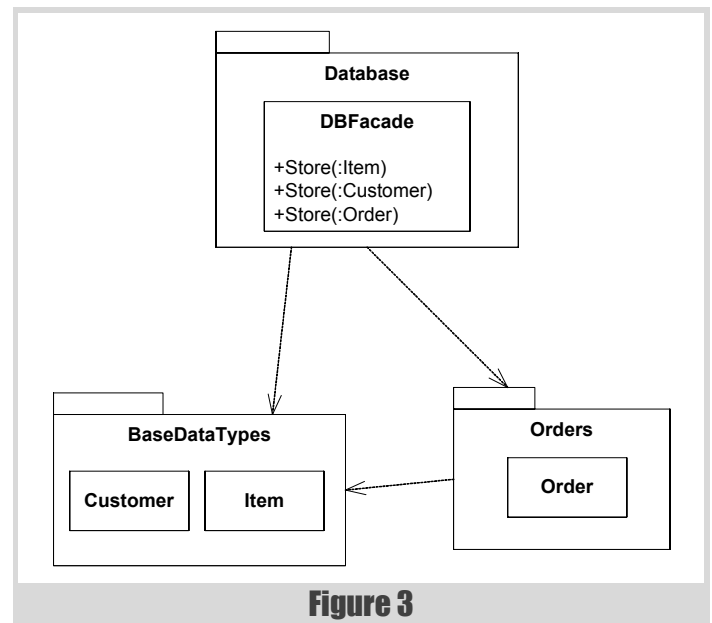 Database
DBFacade
+Store(:Item)
+Store(:Customer)
+Store(:Order)
BaseDataTypes
Customer
Item
Orders
Order
Figure 3